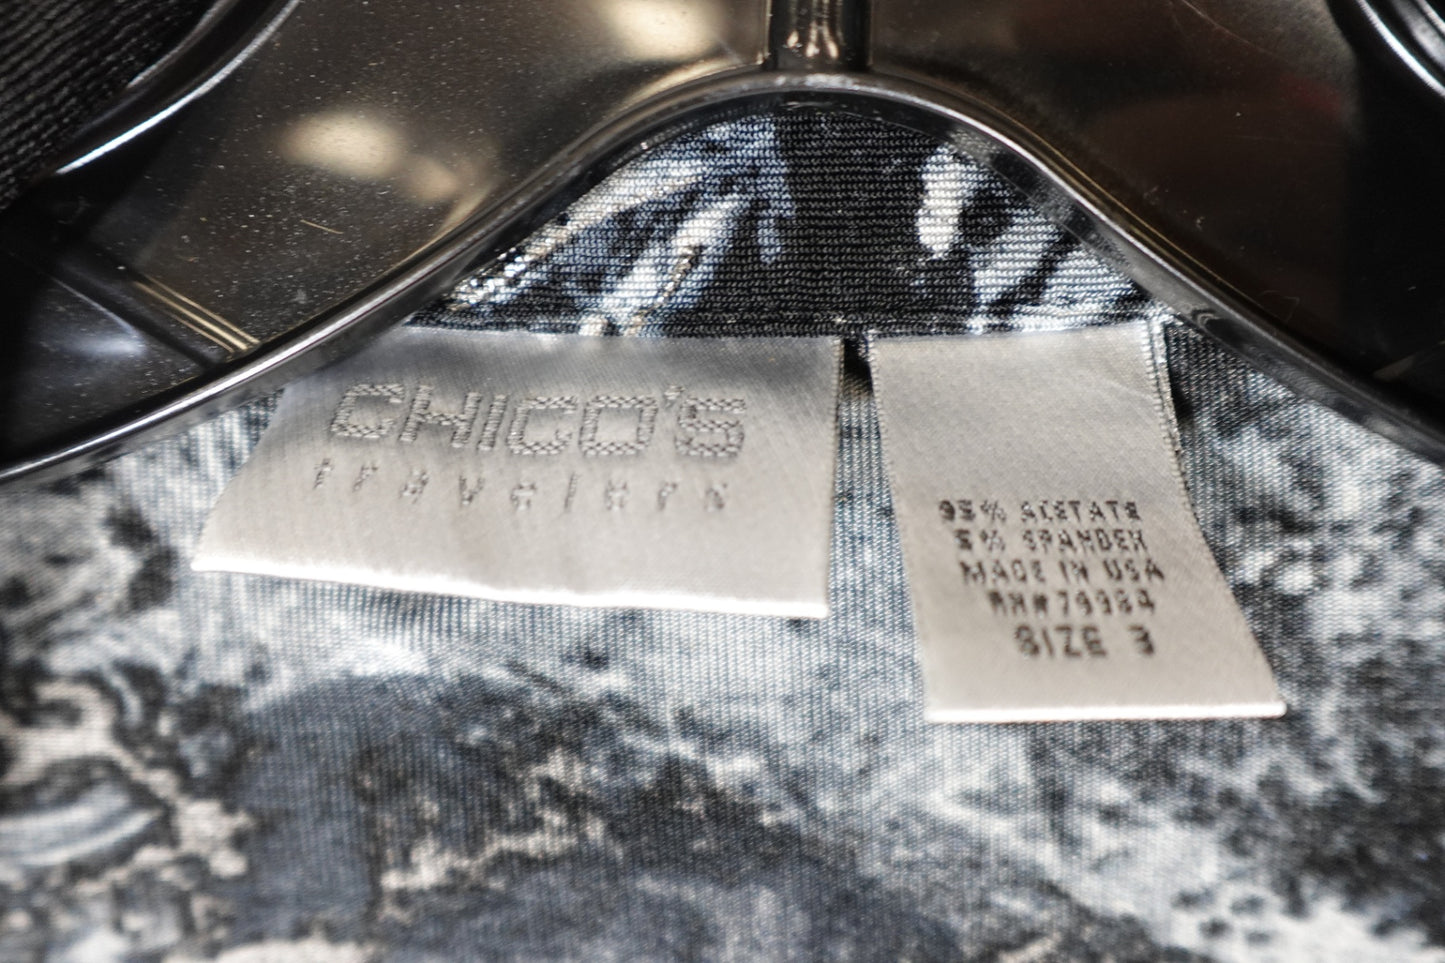 CHICO'S
travelers
95% ACETATE
5% SPANDEX
MADE IN USA
RN# 79984
SIZE 3